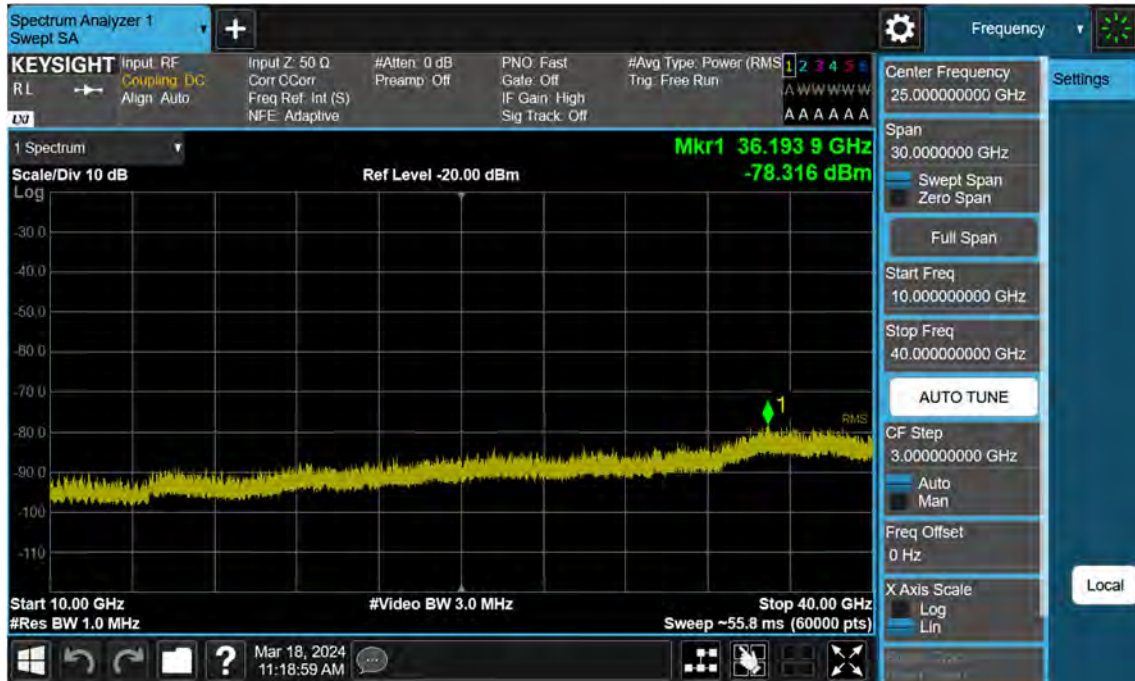 Spectrum Analyzer 1
Swept SA
+
Frequency
KEYSIGHT
RL
LXI
Input: RF
Coupling: DC
Align: Auto
Input Z: 50 Ω
Corr CCorr
Freq Ref: Int (S)
NFE: Adaptive
#Atten: 0 dB
Preamp: Off
PNO: Fast
Gate: Off
IF Gain: High
Sig Track: Off
#Avg Type: Power (RMS
Trig: Free Run
1 2 3 4 5 6
A W W W W W
A A A A A A
1 Spectrum
Mkr1 36.193 9 GHz
-78.316 dBm
Scale/Div 10 dB
Ref Level -20.00 dBm
Log
-30.0
-40.0
-50.0
-60.0
-70.0
-80.0
-90.0
-100
-110
1
RMS
Start 10.00 GHz
#Video BW 3.0 MHz
Stop 40.00 GHz
#Res BW 1.0 MHz
Sweep ~55.8 ms (60000 pts)
Center Frequency
25.000000000 GHz
Settings
Span
30.0000000 GHz
Swept Span
Zero Span
Full Span
Start Freq
10.000000000 GHz
Stop Freq
40.000000000 GHz
AUTO TUNE
CF Step
3.000000000 GHz
Auto
Man
Freq Offset
0 Hz
X Axis Scale
Log
Lin
Local
?
Mar 18, 2024
11:18:59 AM